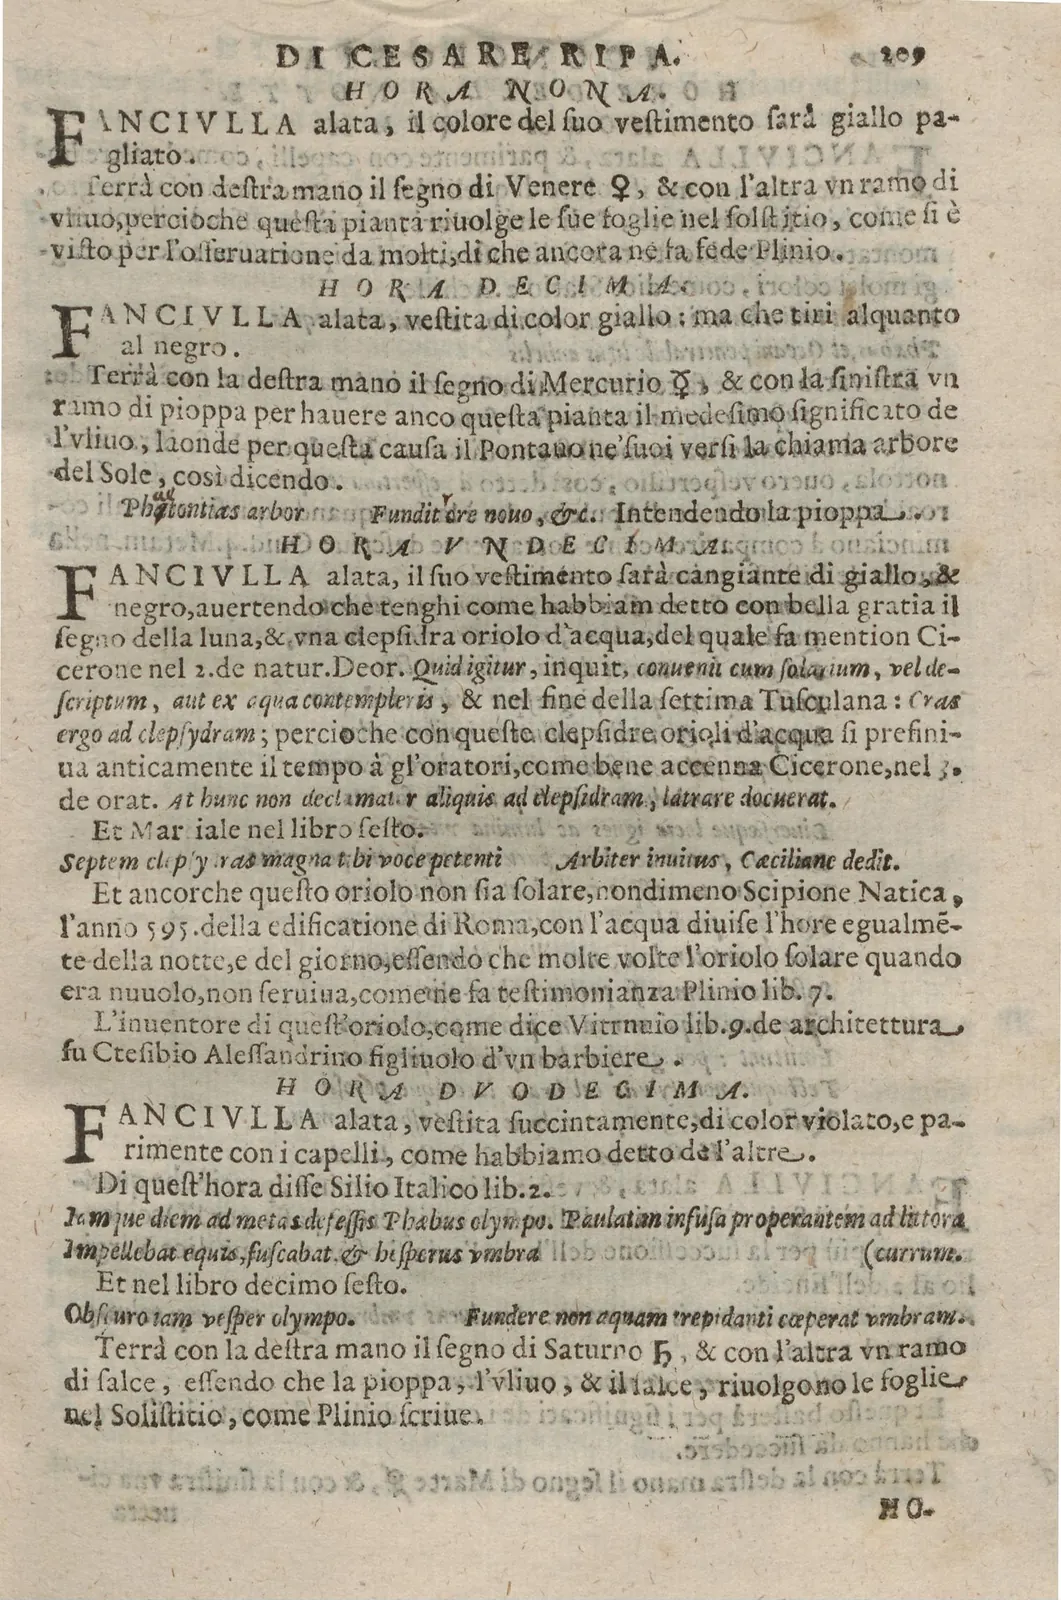 DI CESARE RIPA. 209
HORA NONA.
FANCIVLLA alata, il colore del suo vestimento sarà giallo pa-
gliato.
Terrà con destra mano il segno di Venere ♀, & con l'altra vn ramo di
vliuo, percioche questa pianta riuolge le sue foglie nel solstitio, come si è
visto per l'osseruatione da molti, di che ancora ne fa fede Plinio.
HORA DECIMA.
FANCIVLLA alata, vestita di color giallo: ma che tiri alquanto
al negro.
Terrà con la destra mano il segno di Mercurio ☿, & con la sinistra vn
ramo di pioppa per hauere anco questa pianta il medesimo significato de
l'vliuo, laonde per questa causa il Pontano ne' suoi versi la chiama arbore
del Sole, così dicendo.
Phaetontias arbor Fundit ore nouo, &c. Intendendo la pioppa.
HORA VNDECIMA.
FANCIVLLA alata, il suo vestimento sarà cangiante di giallo, &
negro, auertendo che tenghi come habbiam detto con bella gratia il
segno della luna, & vna clepsidra oriolo d'acqua, del quale fa mention Ci-
cerone nel 2. de natur. Deor. Quid igitur, inquit, conuenit cum solarium, vel de-
scriptum, aut ex aqua contempleris, & nel fine della settima Tusculana: Cras
ergo ad clepsydram; percioche con queste clepsidre orioli d'acqua si prefini-
ua anticamente il tempo à gl'oratori, come bene accenna Cicerone, nel 3.
de orat. At hunc non declamator aliquis ad clepsidram, latrare docuerat.
Et Marziale nel libro sesto.
Septem clepsydras magna tibi voce petenti Arbiter inuitus, Cæciliane dedit.
Et ancorche questo oriolo non sia solare, nondimeno Scipione Natica,
l'anno 595. della edificatione di Roma, con l'acqua diuise l'hore egualmē-
te della notte, e del giorno, essendo che molte volte l'oriolo solare quando
era nuuolo, non seruiua, come ne fa testimonianza Plinio lib. 7.
L'inuentore di quest'oriolo, come dice Vitrnuio lib. 9. de architettura
fu Ctesibio Alessandrino figliuolo d'vn barbiere.
HORA DVODECIMA.
FANCIVLLA alata, vestita succintamente, di color violato, e pa-
rimente con i capelli, come habbiamo detto de l'altre.
Di quest'hora disse Silio Italico lib. 2.
Iamque diem ad metas defessis Phæbus olympo. Paulatim infusa properantem ad littora
Impellebat equis, fuscabat & hesperus vmbra (currum.
Et nel libro decimo sesto.
Obscuro iam vesper olympo. Fundere non aquam trepidanti cœperat vmbram.
Terrà con la destra mano il segno di Saturno ♄, & con l'altra vn ramo
di salce, essendo che la pioppa, l'vliuo, & il salce, riuolgono le foglie
nel Solistitio, come Plinio scriue.
HO.